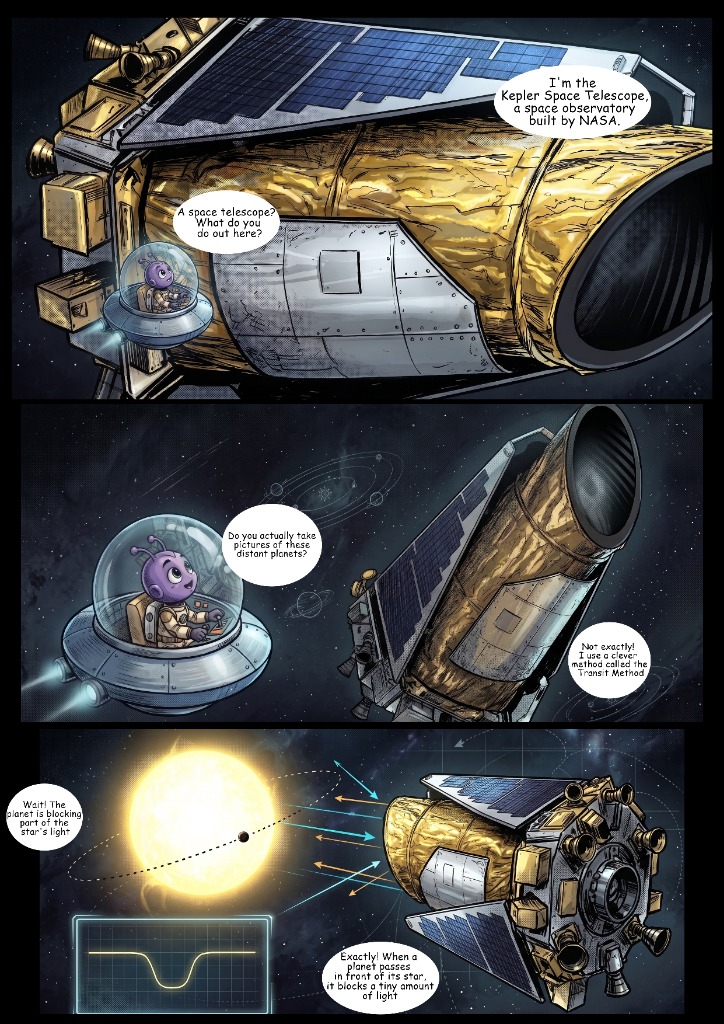 I'm the
Kepler Space Telescope,
a space observatory
built by NASA.
A space telescope?
What do you
do out here?
Do you actually take
pictures of these
distant planets?
Not exactly!
I use a clever
method called the
Transit Method
Wait! The
planet is blocking
part of the
star's light
Exactly! When a
planet passes
in front of its star,
it blocks a tiny amount
of light